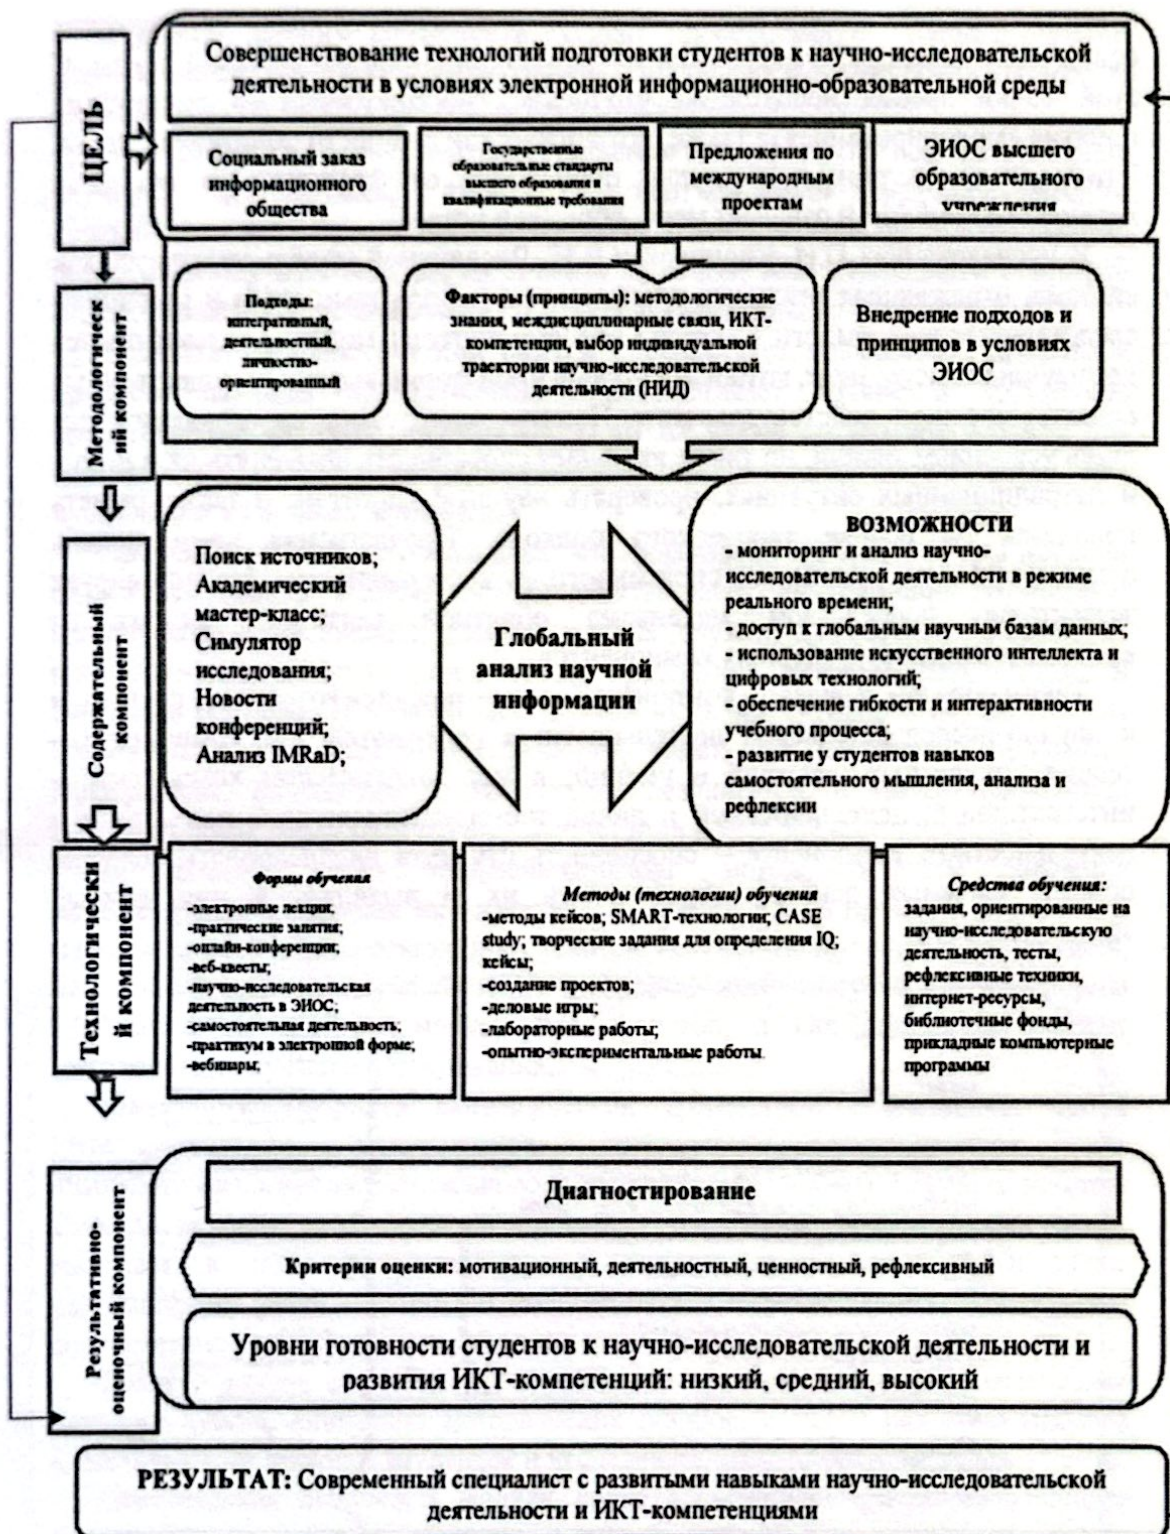 ЦЕЛЬ
Совершенствование технологий подготовки студентов к научно-исследовательской
деятельности в условиях электронной информационно-образовательной среды
Социальный заказ
информационного
общества
Государственные
образовательные стандарты
высшего образования и
квалификационные требования
Предложения по
международным
проектам
ЭИОС высшего
образовательного
учреждения
Методологическ
ий компонент
Подходы:
интегративный,
деятельностный,
личностно
ориентированный
Факторы (принципы): методологические
знания, междисциплинарные связи, ИКТ-
компетенции, выбор индивидуальной
траектории научно-исследовательской
деятельности (НИД)
Внедрение подходов и
принципов в условиях
ЭИОС
Содержательный
компонент
Поиск источников;
Академический
мастер-класс;
Симулятор
исследования;
Новости
конференций;
Анализ IMRaD;
Глобальный
анализ научной
информации
ВОЗМОЖНОСТИ
- мониторинг и анализ научно-
исследовательской деятельности в режиме
реального времени;
- доступ к глобальным научным базам данных;
- использование искусственного интеллекта и
цифровых технологий;
- обеспечение гибкости и интерактивности
учебного процесса;
- развитие у студентов навыков
самостоятельного мышления, анализа и
рефлексии
Технологически
й компонент
Формы обучения
-электронные лекции;
-практические занятия;
-онлайн-конференции;
-веб-квесты;
-научно-исследовательская
деятельность в ЭИОС;
-самостоятельная деятельность;
-практикум в электронной форме;
-вебинары;
Методы (технологии) обучения
-методы кейсов; SMART-технологии; CASE
study; творческие задания для определения IQ;
кейсы;
-создание проектов;
-деловые игры;
-лабораторные работы;
-опытно-экспериментальные работы.
Средства обучения:
задания, ориентированные на
научно-исследовательскую
деятельность, тесты,
рефлексивные техники,
интернет-ресурсы,
библиотечные фонды,
прикладные компьютерные
программы
Результативно-
оценочный компонент
Диагностирование
Критерии оценки: мотивационный, деятельностный, ценностный, рефлексивный
Уровни готовности студентов к научно-исследовательской деятельности и
развития ИКТ-компетенций: низкий, средний, высокий
РЕЗУЛЬТАТ: Современный специалист с развитыми навыками научно-исследовательской
деятельности и ИКТ-компетенциями